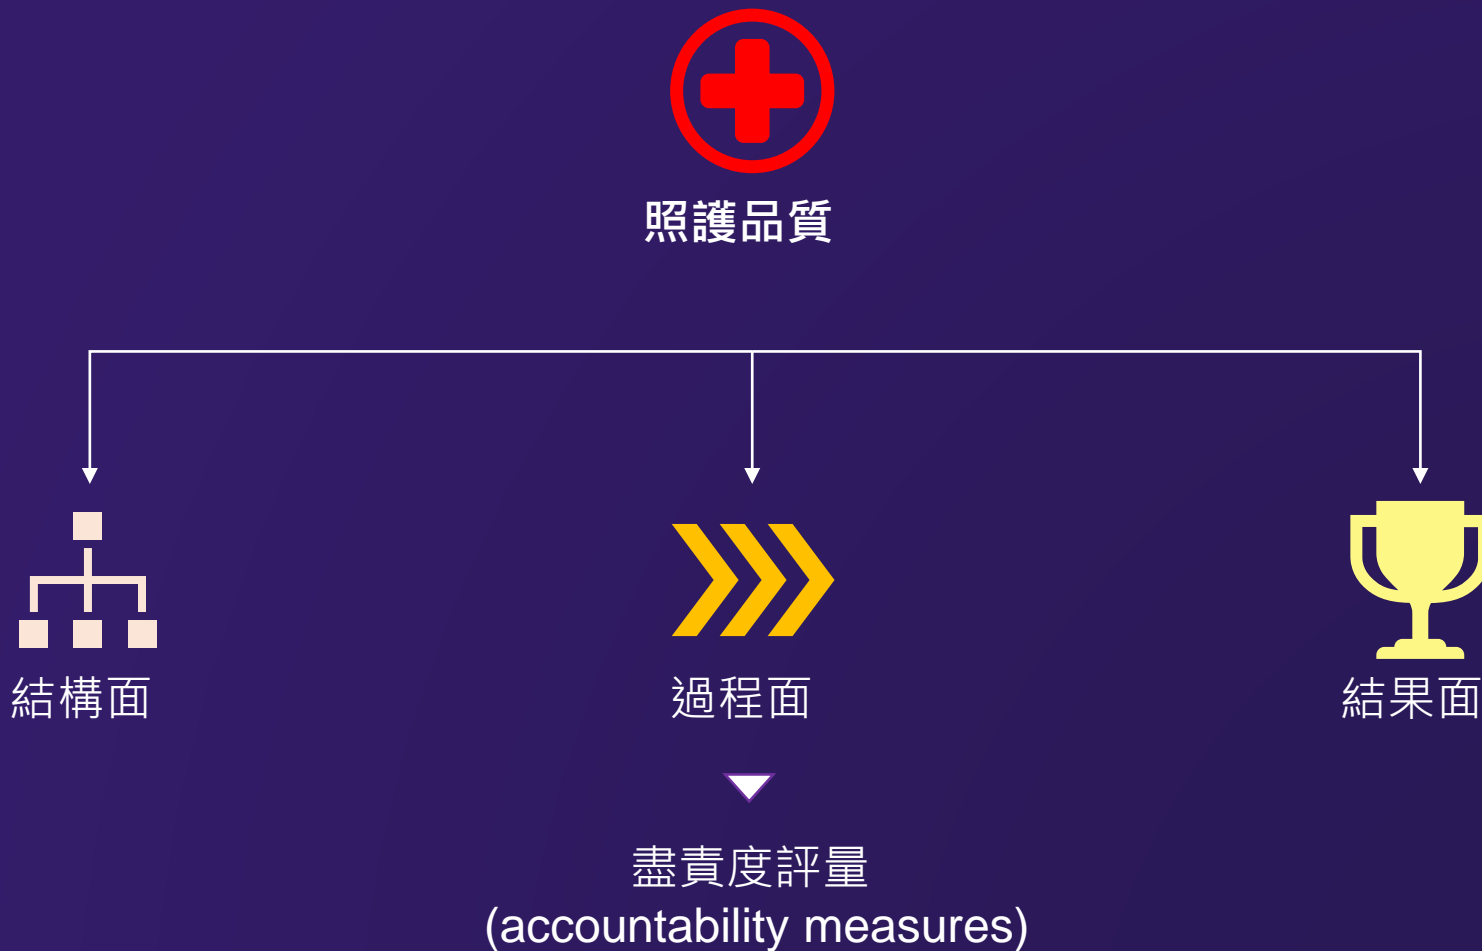 照護品質
結構面
過程面
結果面
盡責度評量
(accountability measures)